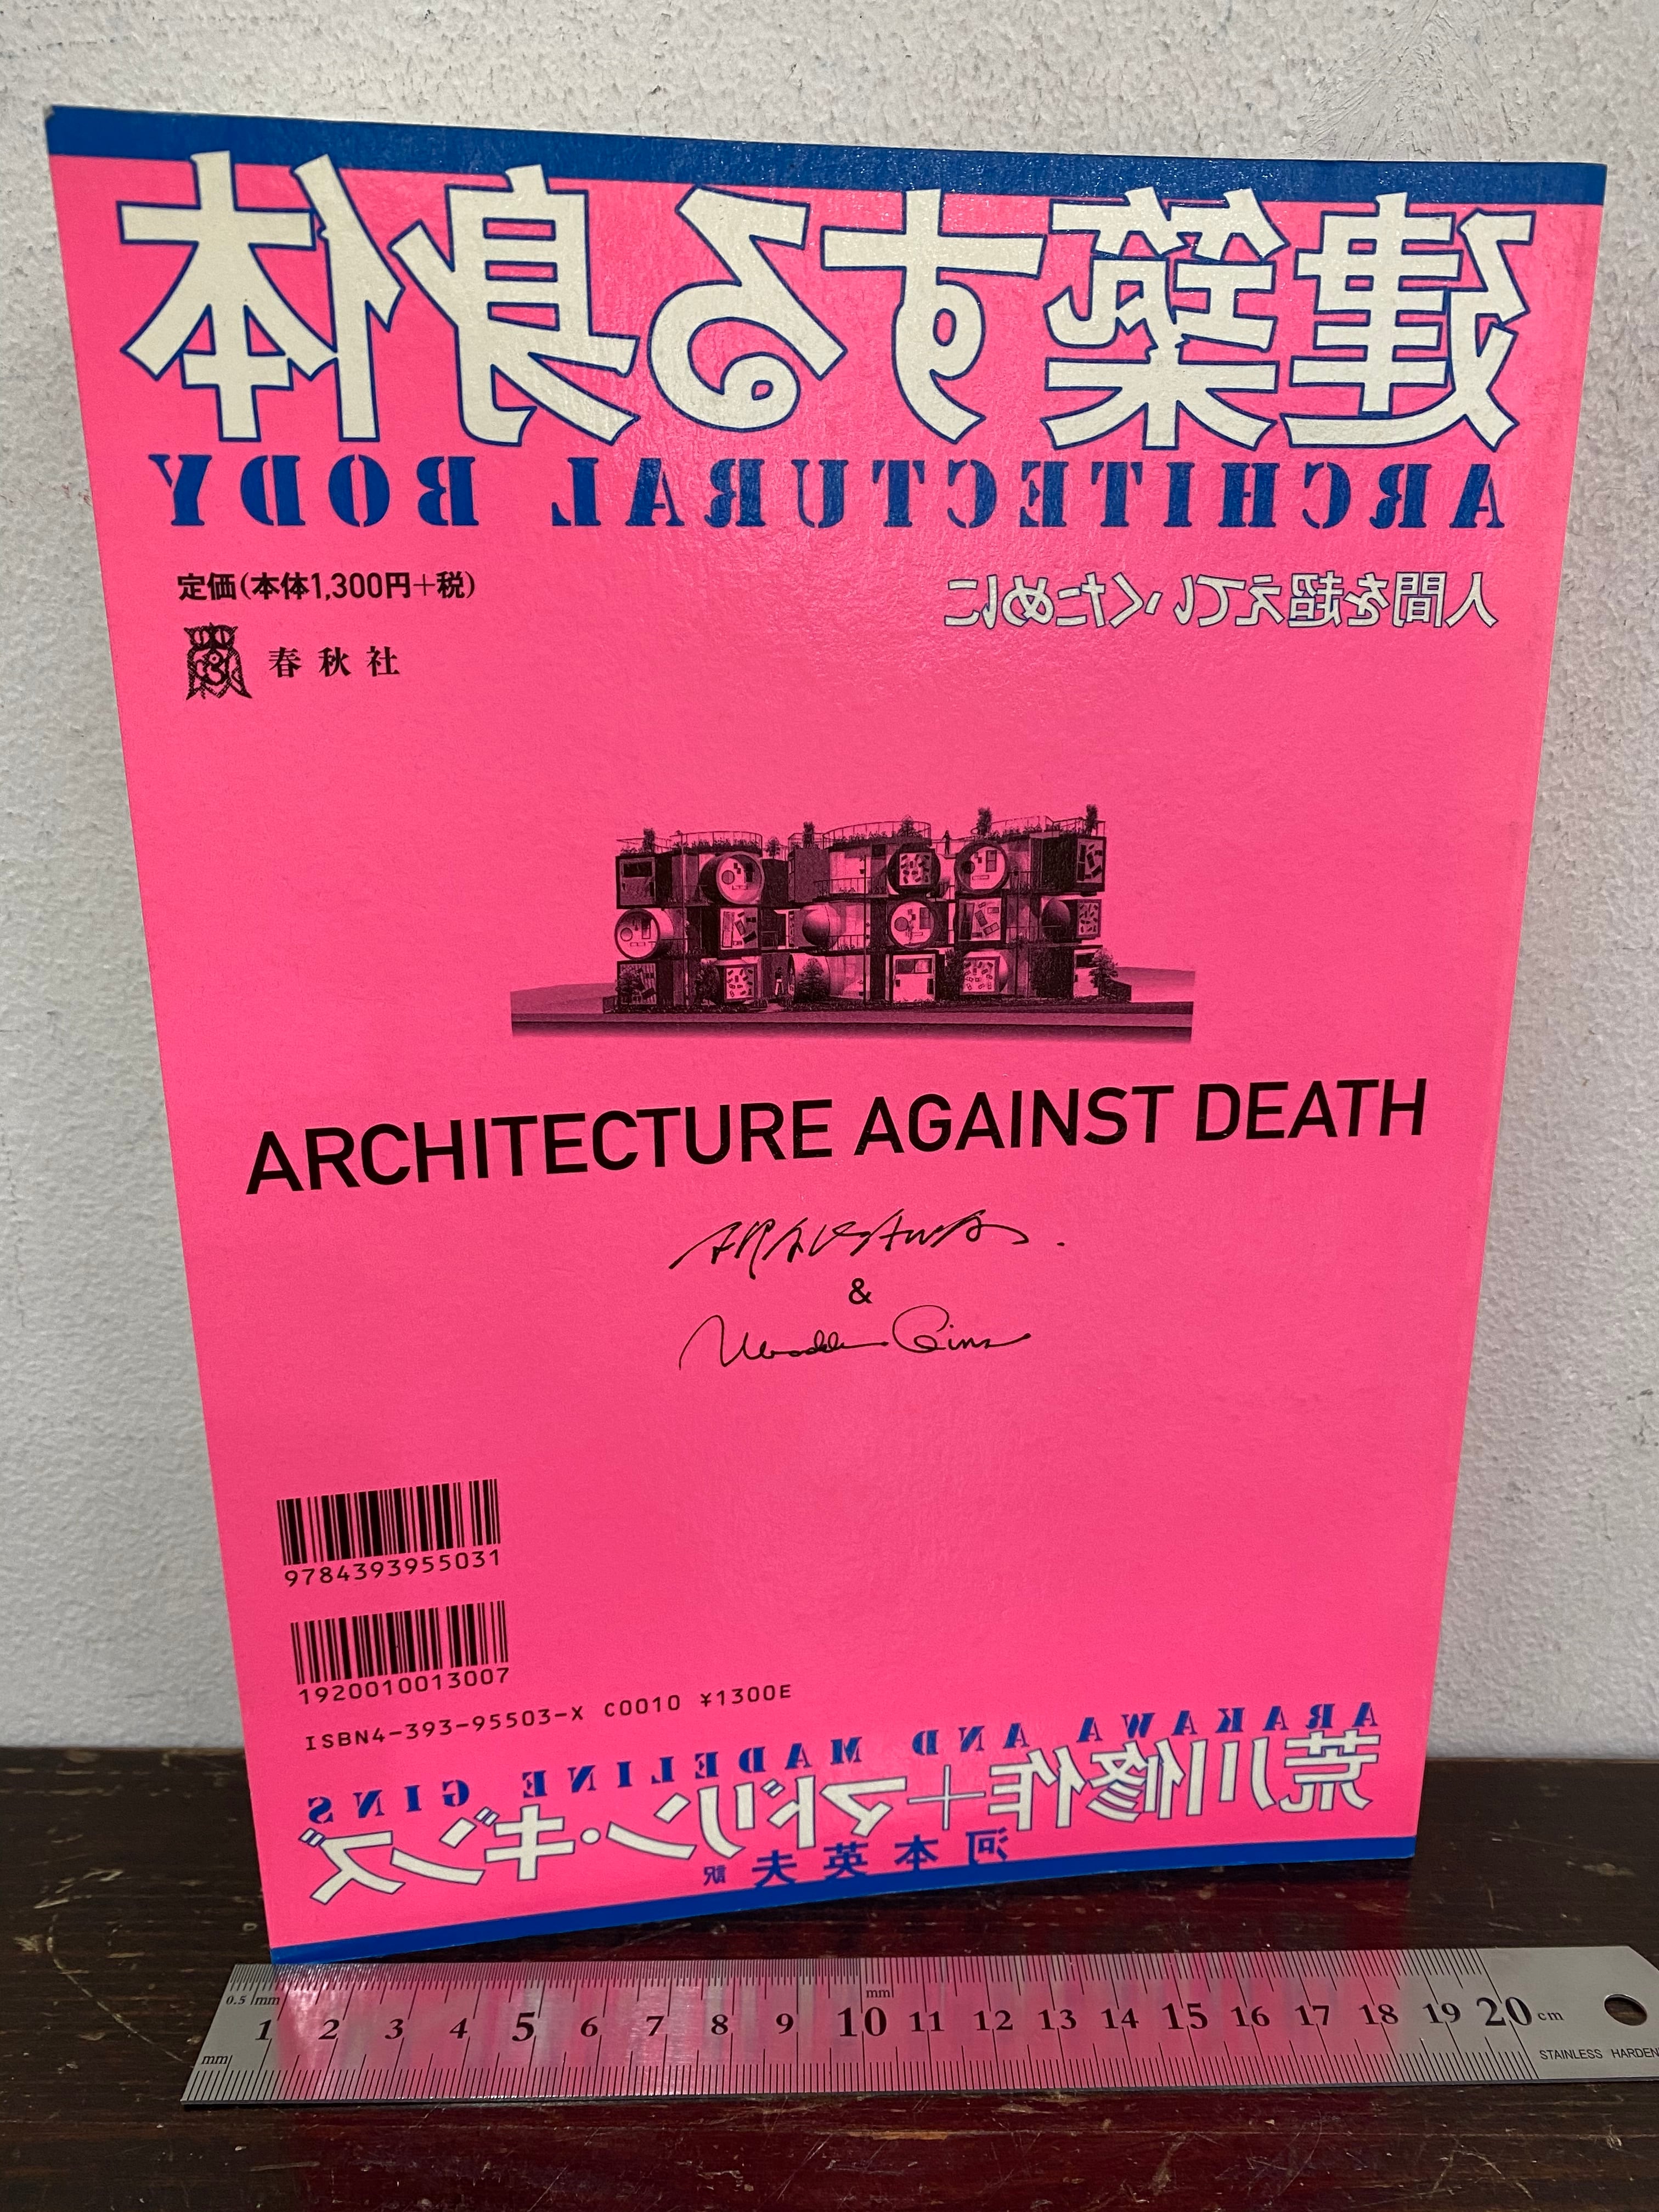 建築する身体
ARCHITECTURAL BODY
人間を超えていくために
定価(本体1,300円+税)
春秋社
ARCHITECTURE AGAINST DEATH
ARAKAWA.
&
Madeline Gins
9784393955031
1920010013007
ISBN4-393-95503-X C0010 ¥1300E
ARAKAWA AND MADELINE GINS
荒川修作+マドリン・ギンズ
河本英夫 訳
0.5 mm
mm
1 2 3 4 5 6 7 8 9 10 11 12 13 14 15 16 17 18 19 20 cm
mm
STAINLESS HARDEN